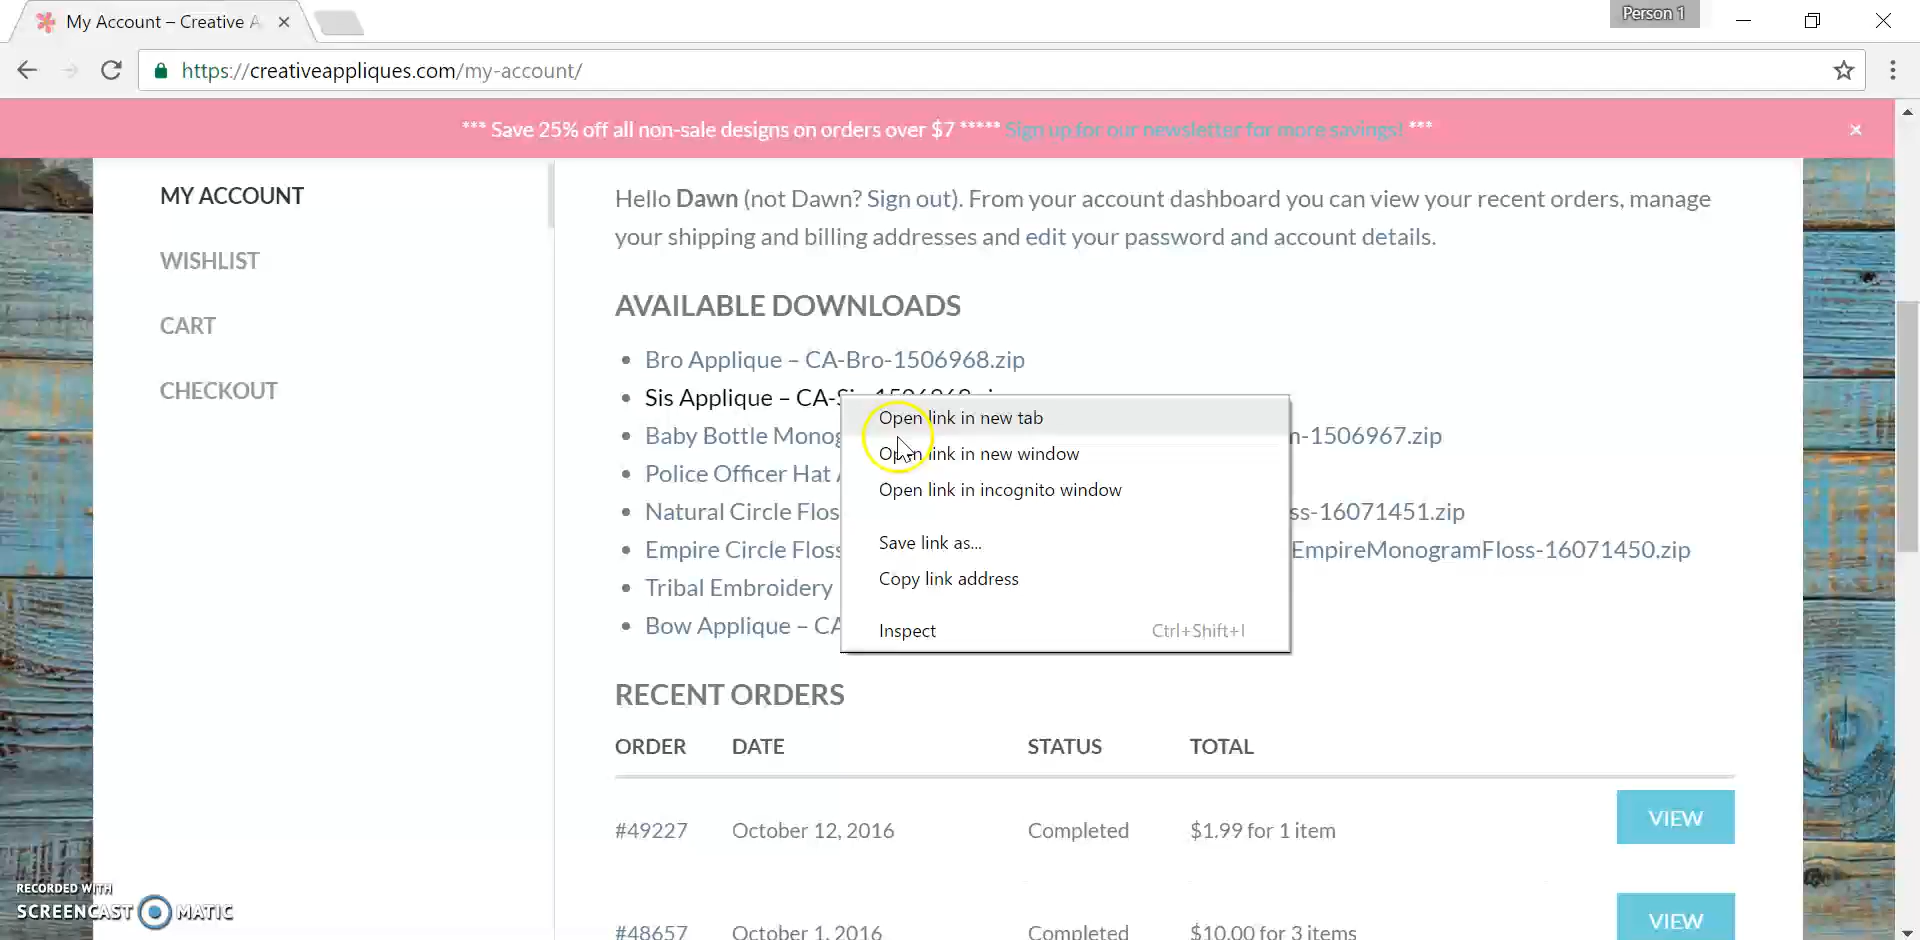 My Account – Creative A
Person 1
https://creativeappliques.com/my-account/
*** Save 25% off all non-sale designs on orders over $7 ***** Sign up for our newsletter for more savings! ***
MY ACCOUNT
WISHLIST
CART
CHECKOUT
Hello Dawn (not Dawn? Sign out). From your account dashboard you can view your recent orders, manage
your shipping and billing addresses and edit your password and account details.
AVAILABLE DOWNLOADS
Bro Applique – CA-Bro-1506968.zip
Sis Applique – CA-
Baby Bottle n-1506967.zip
Police Officer Hat
Natural Circle Flos ss-16071451.zip
Empire Circle Floss EmpireMonogramFloss-16071450.zip
Tribal Embroidery
Bow Applique – CA
Open link in new tab
Open link in new window
Open link in incognito window
Save link as...
Copy link address
Inspect Ctrl+Shift+I
RECENT ORDERS
ORDER DATE STATUS TOTAL
#49227 October 12, 2016 Completed $1.99 for 1 item VIEW
#48657 October 1, 2016 Completed $10.00 for 3 items VIEW
RECORDED WITH
SCREENCAST MATIC